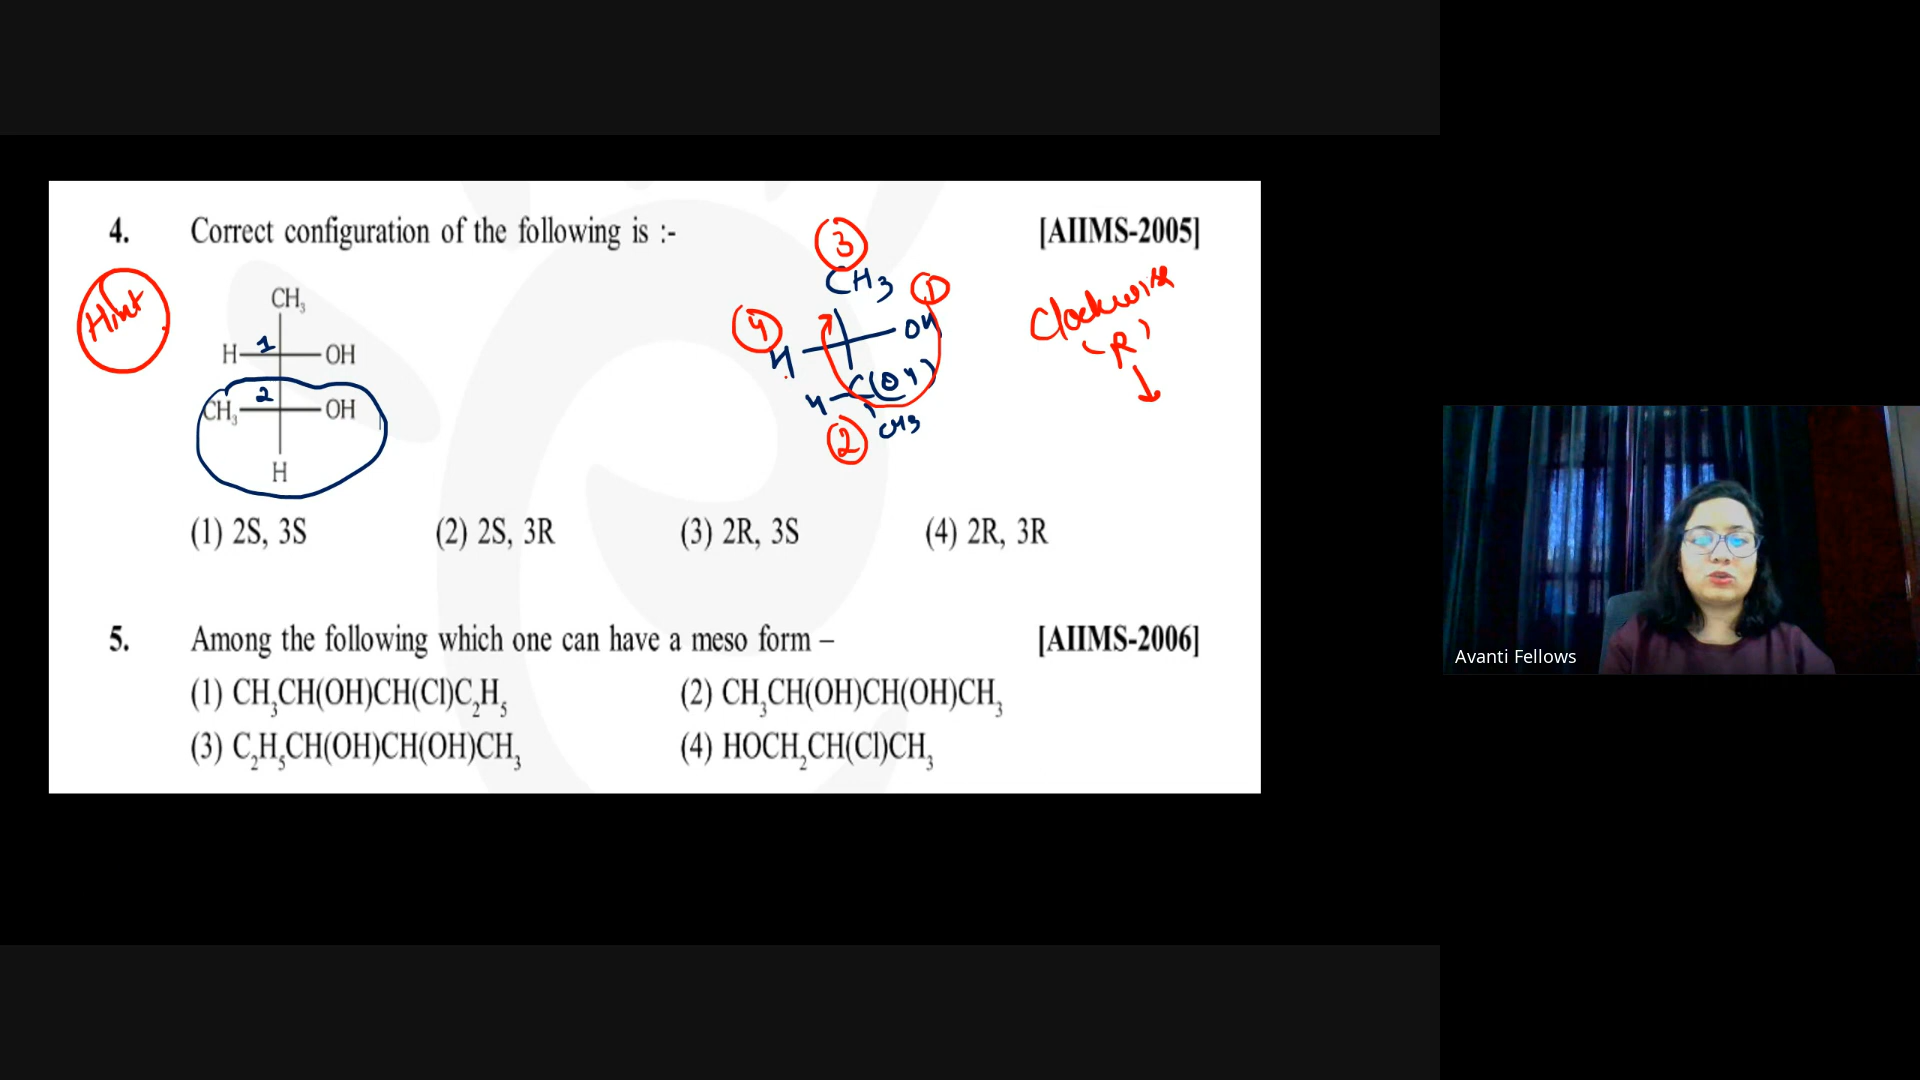 4. Correct configuration of the following is :- [AIIMS-2005]
Hint
CH3
H 1 OH
CH3 2 OH
H
3
CH3
1
4
H OH
H C(OH)
CH3
2
Clockwise
'R'
(1) 2S, 3S (2) 2S, 3R (3) 2R, 3S (4) 2R, 3R
5. Among the following which one can have a meso form – [AIIMS-2006]
(1) CH3CH(OH)CH(Cl)C2H5 (2) CH3CH(OH)CH(OH)CH3
(3) C2H5CH(OH)CH(OH)CH3 (4) HOCH2CH(Cl)CH3
Avanti Fellows